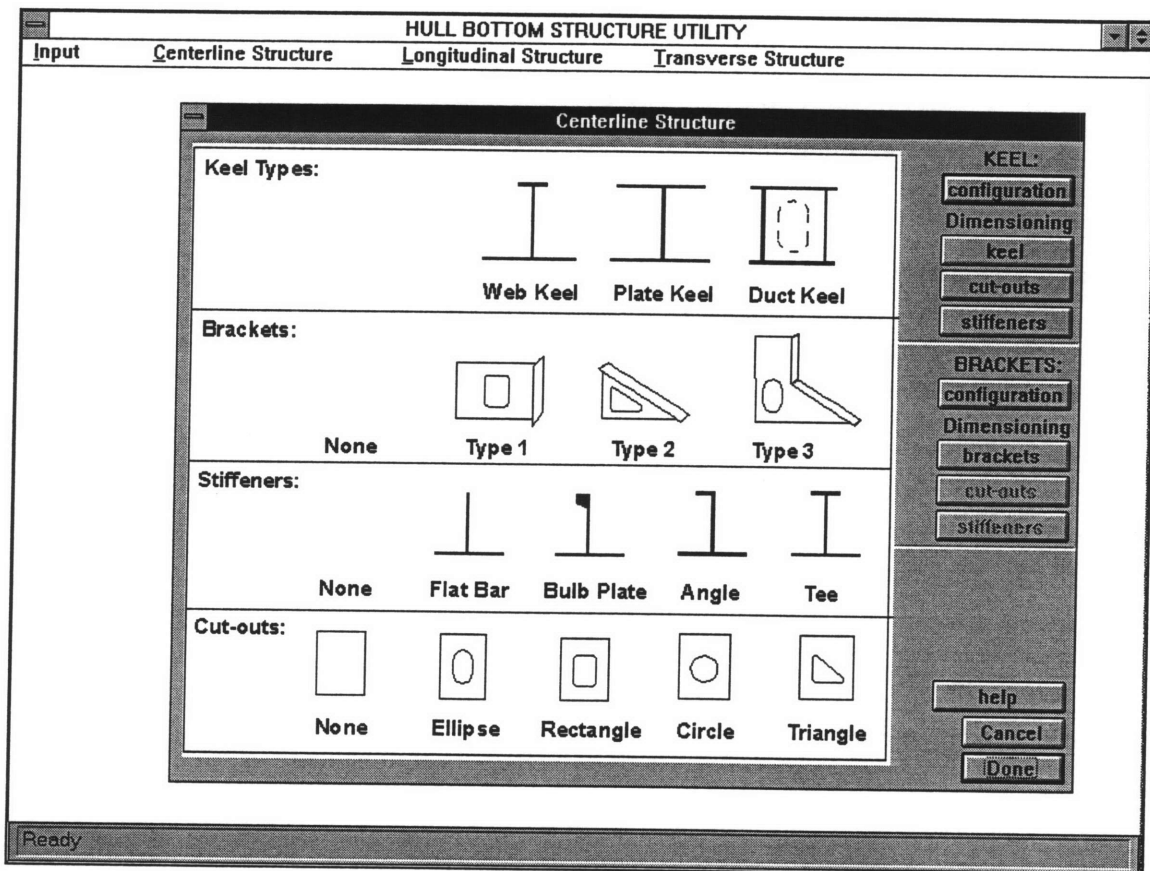 HULL BOTTOM STRUCTURE UTILITY
Input Centerline Structure Longitudinal Structure Transverse Structure
Centerline Structure
Keel Types:
Web Keel Plate Keel Duct Keel
Brackets:
None Type 1 Type 2 Type 3
Stiffeners:
None Flat Bar Bulb Plate Angle Tee
Cut-outs:
None Ellipse Rectangle Circle Triangle
KEEL:
configuration
Dimensioning
keel
cut-outs
stiffeners
BRACKETS:
configuration
Dimensioning
brackets
cut-outs
stiffeners
help
Cancel
Done
Ready